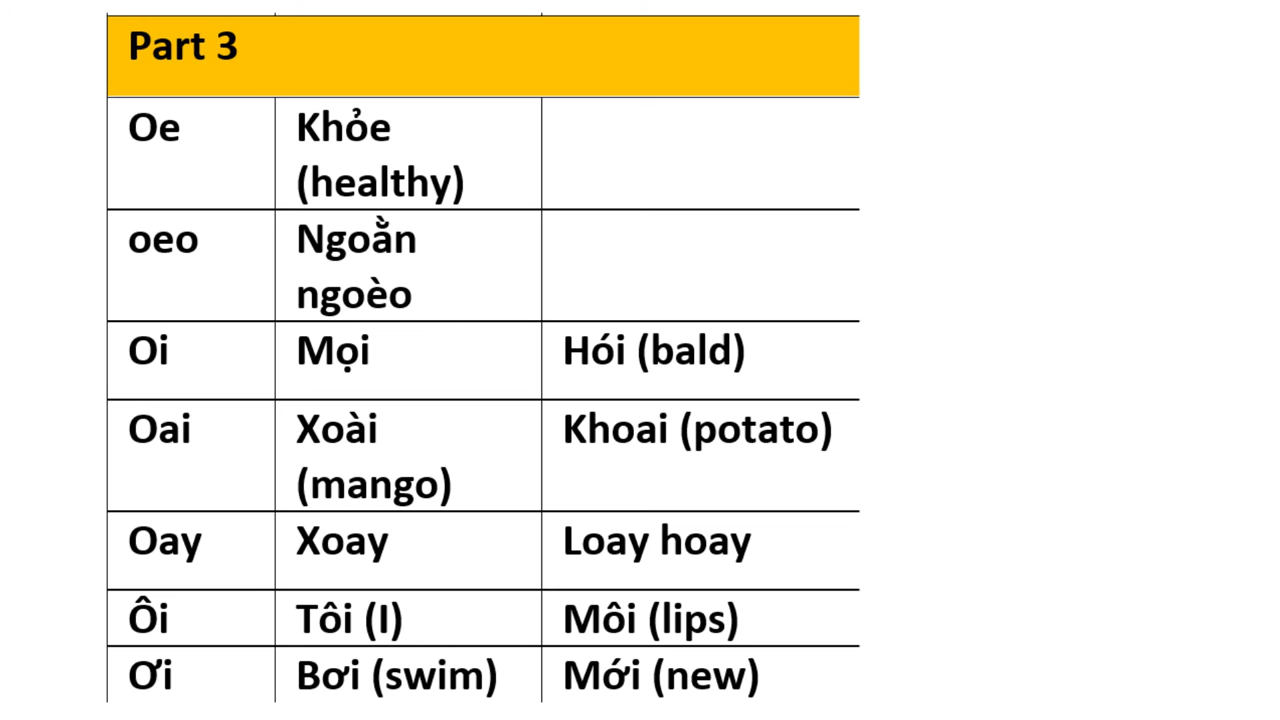 Part 3
Oe Khỏe
(healthy)
oeo Ngoằn
ngoèo
Oi Mọi Hói (bald)
Oai Xoài Khoai (potato)
(mango)
Oay Xoay Loay hoay
Ôi Tôi (I) Môi (lips)
Ơi Bơi (swim) Mới (new)